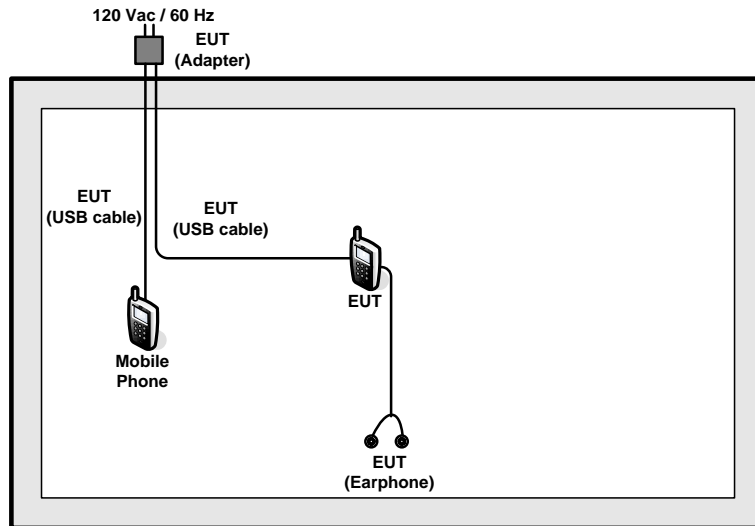 120 Vac / 60 Hz
EUT
(Adapter)
EUT
(USB cable)
EUT
(USB cable)
EUT
Mobile
Phone
EUT
(Earphone)